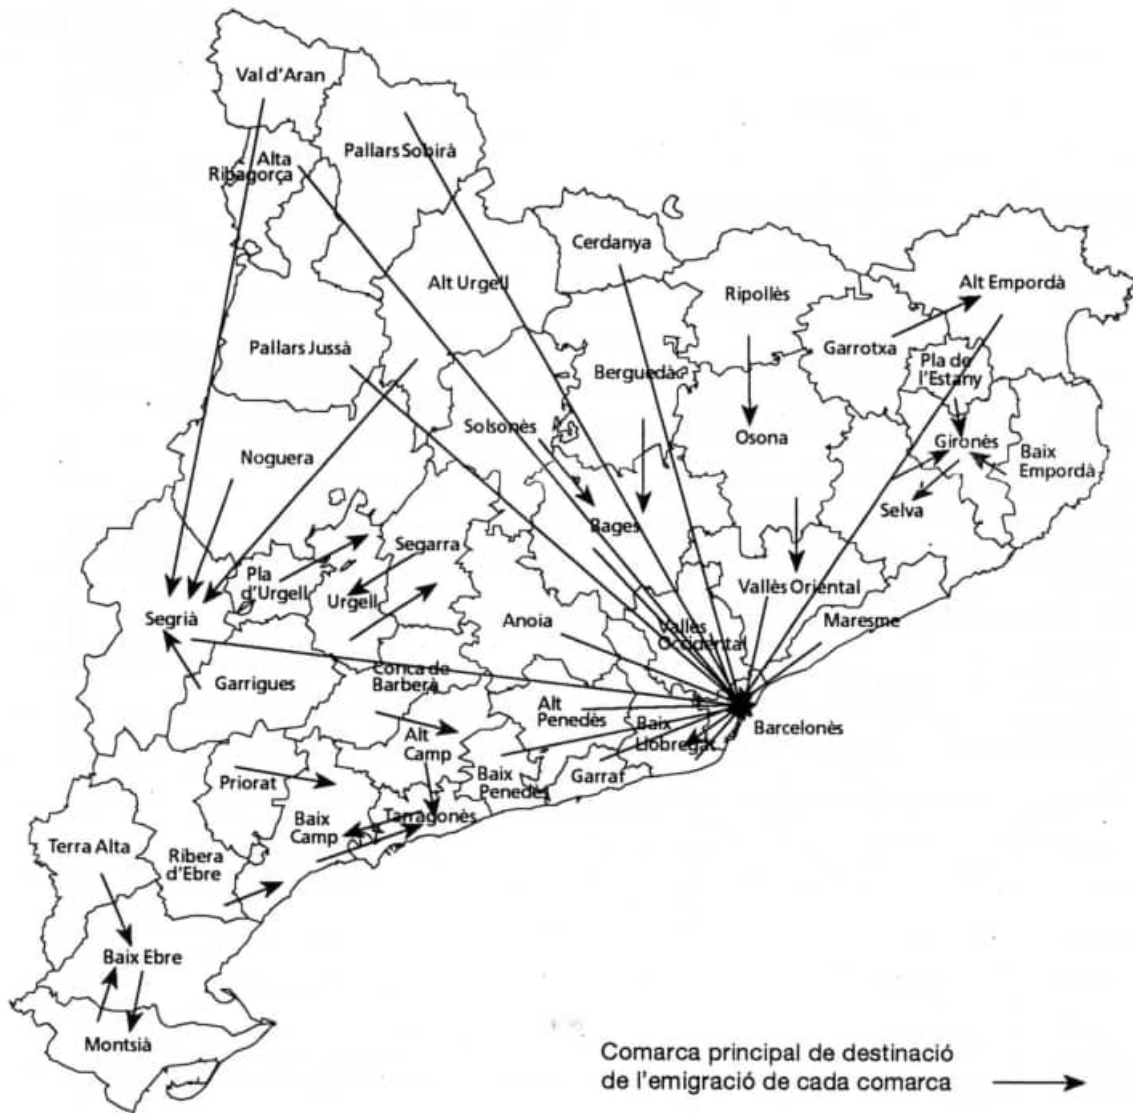 Val d'Aran
Alta
Ribagorça
Pallars Sobirà
Cerdanya
Alt Urgell
Ripollès
Alt Empordà
Pallars Jussà
Garrotxa
Pla de
l'Estany
Berguedà
Solsonès
Osona
Gironès
Baix
Empordà
Noguera
Selva
Bages
Segarra
Pla
d'Urgell
Urgell
Vallès Oriental
Segrià
Anoia
Vallès
Occidental
Maresme
Garrigues
Conca de
Barberà
Alt
Penedès
Baix
Llobregat
Barcelonès
Alt
Camp
Priorat
Baix
Penedès
Garraf
Baix
Camp
Tarragonès
Terra Alta
Ribera
d'Ebre
Baix Ebre
Montsià
Comarca principal de destinació
de l'emigració de cada comarca